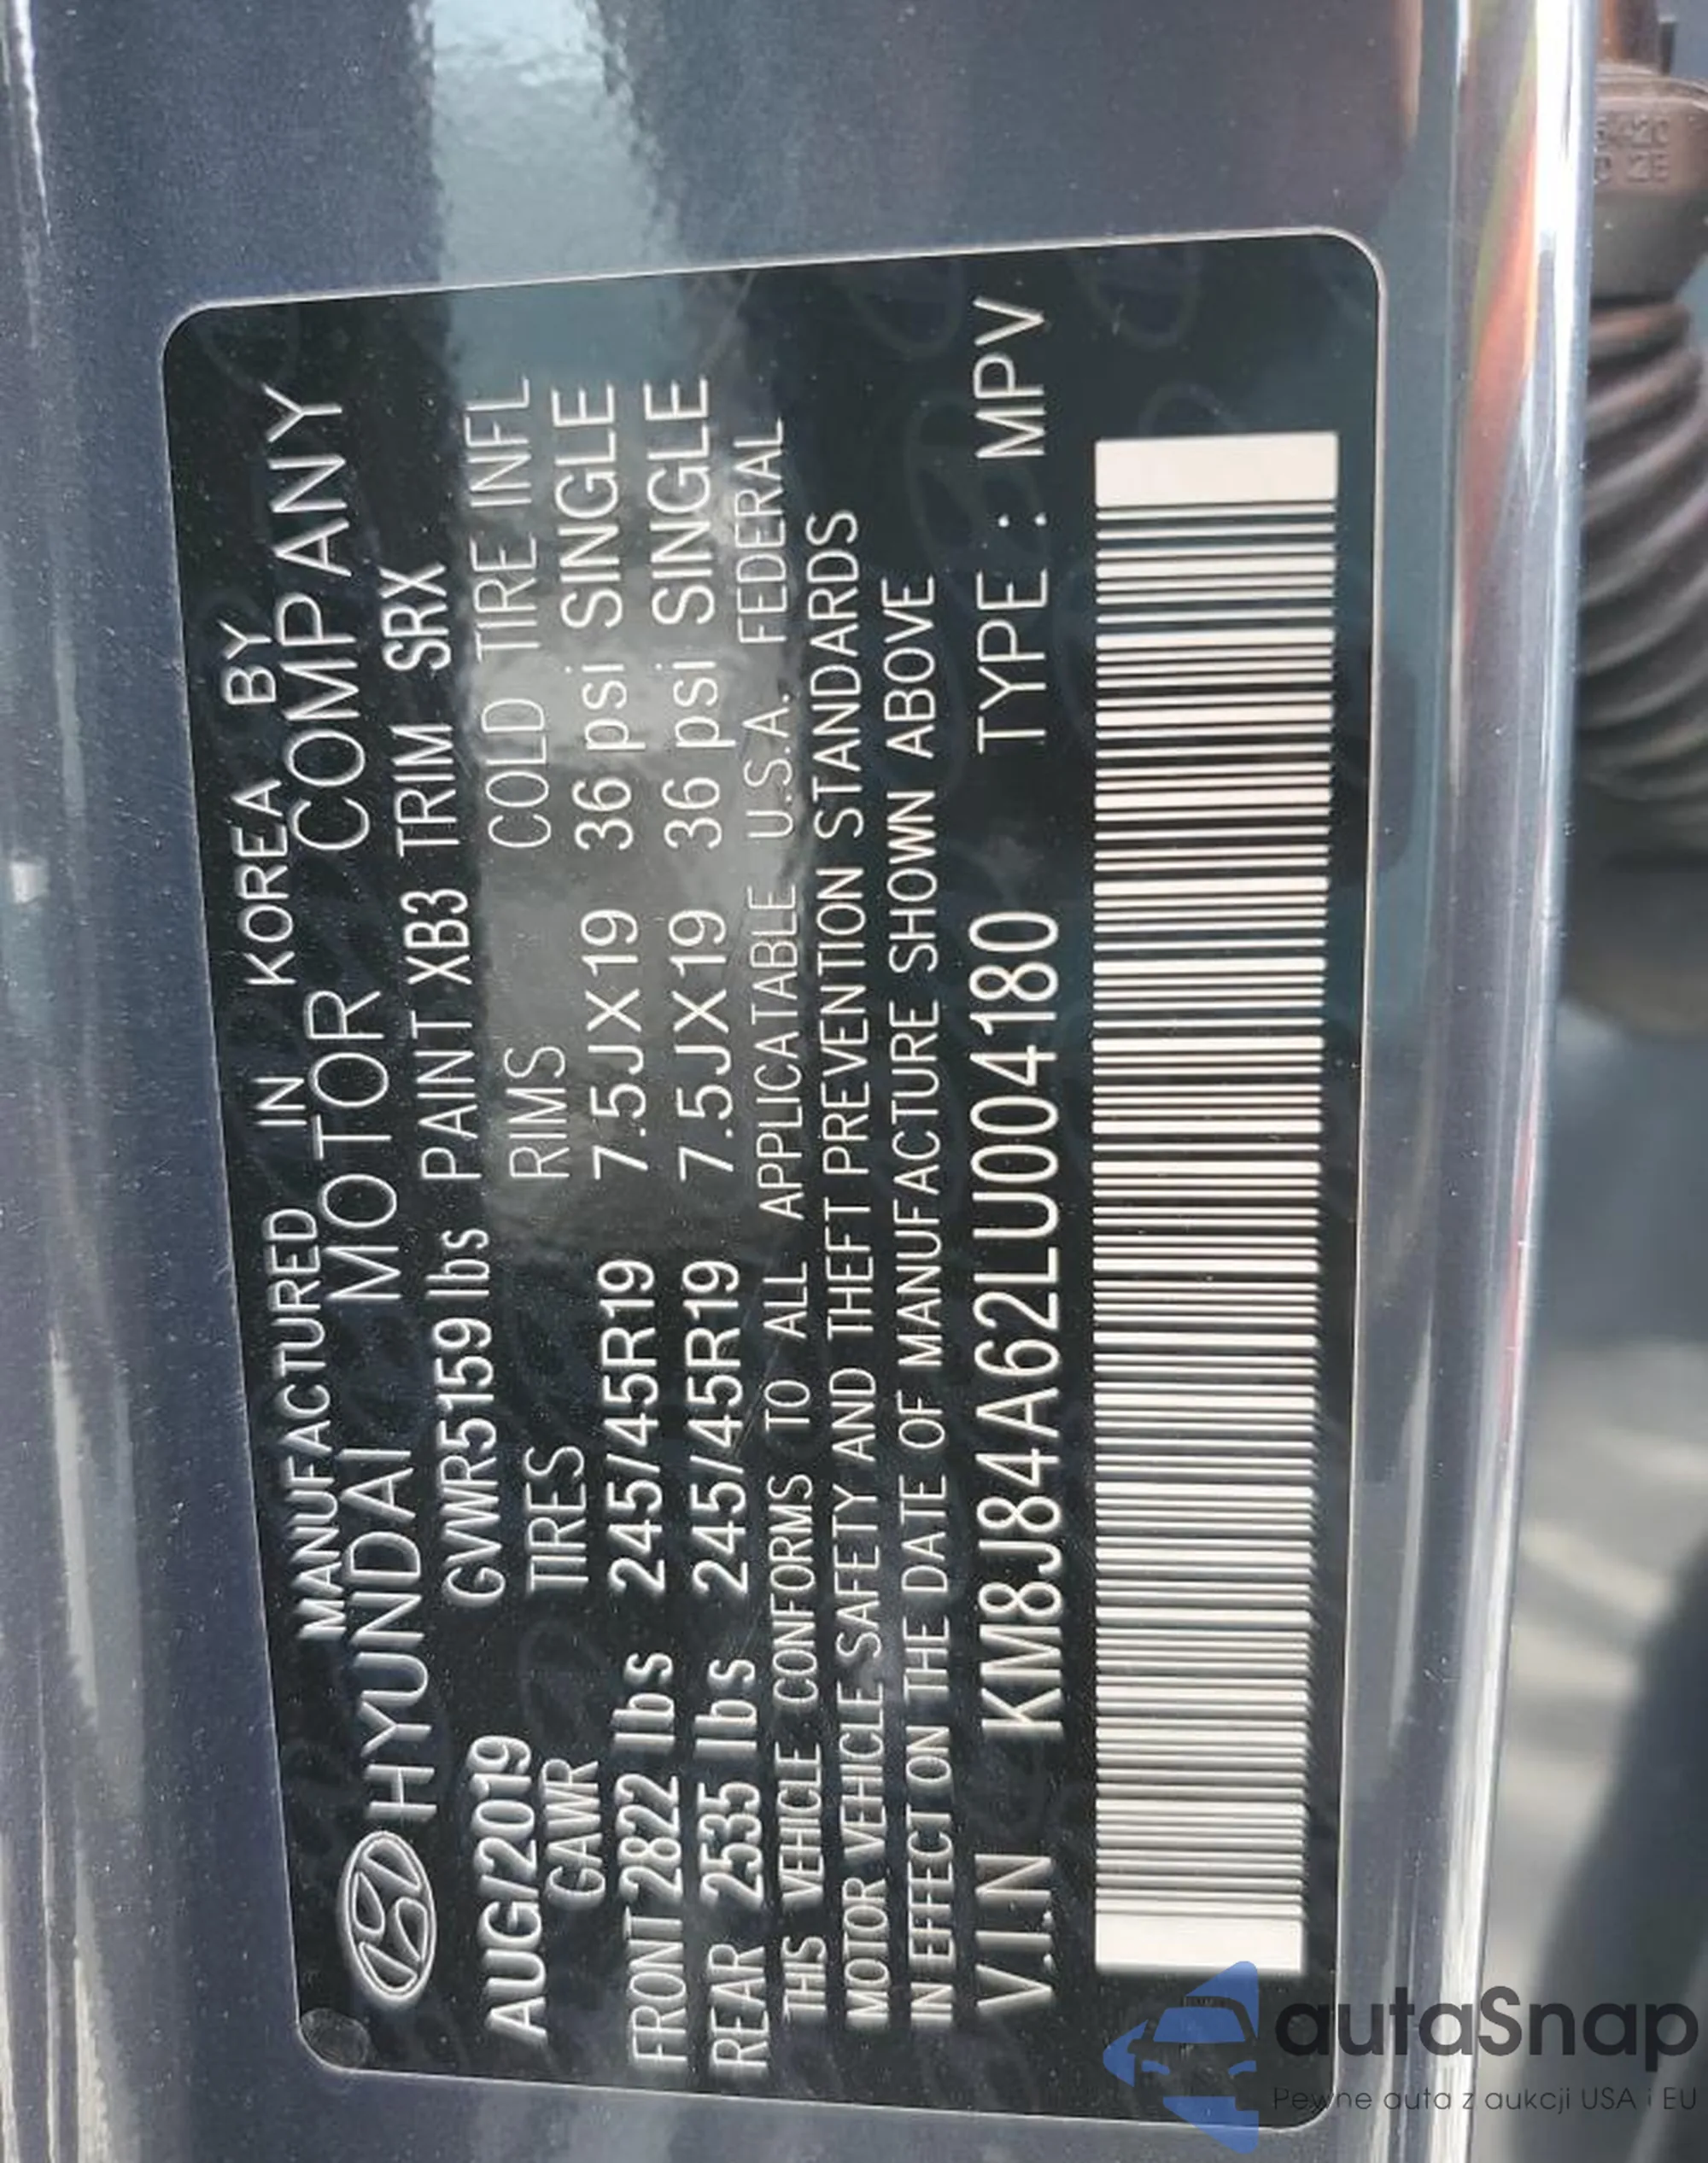 MANUFACTURED IN KOREA BY
HYUNDAI MOTOR COMPANY
AUG/2019 GVWR5159 lbs PAINT XB3 TRIM SRX
GAWR TIRES RIMS COLD TIRE INFL
FRONT 2822 lbs 245/45R19 7.5JX19 36 psi SINGLE
REAR 2535 lbs 245/45R19 7.5JX19 36 psi SINGLE
THIS VEHICLE CONFORMS TO ALL APPLICATABLE U.S.A. FEDERAL
MOTOR VEHICLE SAFETY AND THEFT PREVENTION STANDARDS
IN EFFECT ON THE DATE OF MANUFACTURE SHOWN ABOVE
V.I.N KM8J84A62LU004180 TYPE : MPV
autaSnap
Pewne auta z aukcji USA i EU